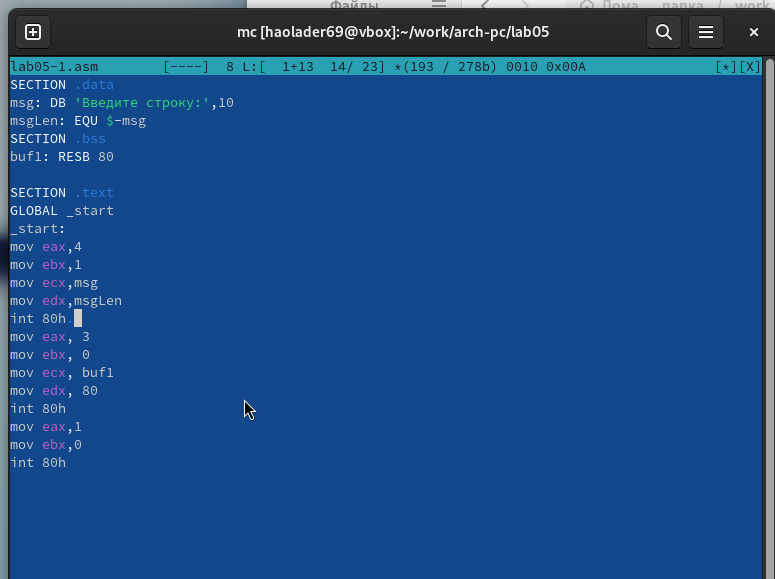 Файлы
Дома
папка / work
mc [haolader69@vbox]:~/work/arch-pc/lab05
lab05-1.asm [----] 8 L:[ 1+13 14/ 23] *(193 / 278b) 0010 0x00A [*][X]
SECTION .data
msg: DB 'Введите строку:',10
msgLen: EQU $-msg
SECTION .bss
buf1: RESB 80
SECTION .text
GLOBAL _start
_start:
mov eax,4
mov ebx,1
mov ecx,msg
mov edx,msgLen
int 80h
mov eax, 3
mov ebx, 0
mov ecx, buf1
mov edx, 80
int 80h
mov eax,1
mov ebx,0
int 80h